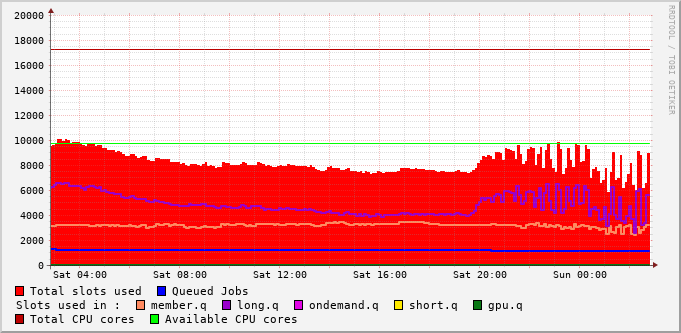 20000
18000
16000
14000
12000
10000
8000
6000
4000
2000
0
Sat 04:00 Sat 08:00 Sat 12:00 Sat 16:00 Sat 20:00 Sun 00:00
RRDTOOL / TOBI OETIKER
Total slots used Queued Jobs
Slots used in : member.q long.q ondemand.q short.q gpu.q
Total CPU cores Available CPU cores